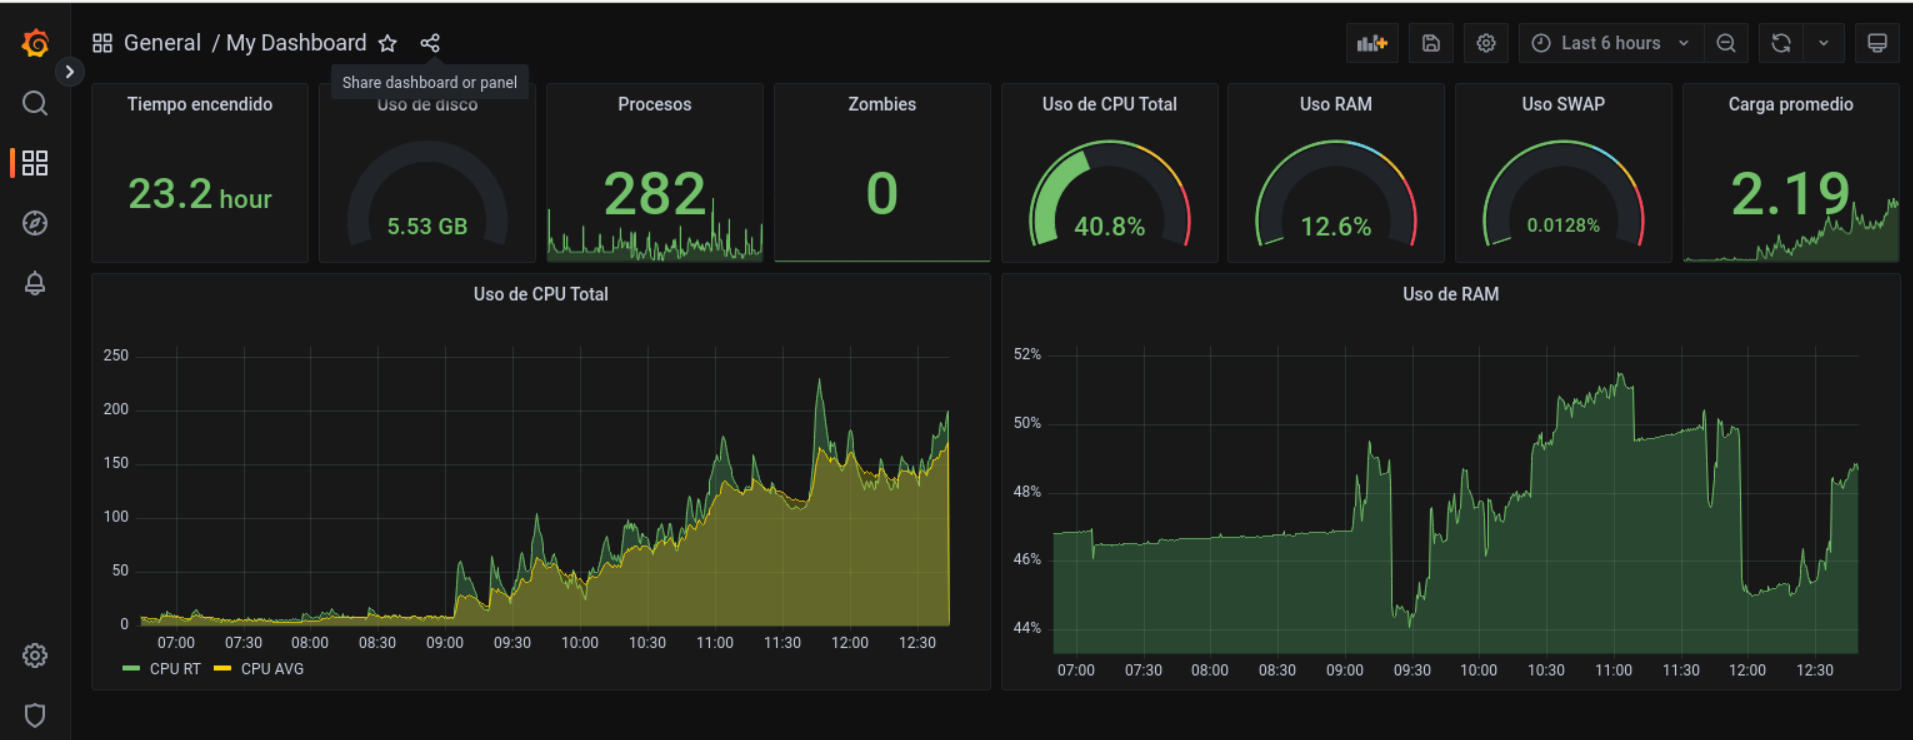 General / My Dashboard
Last 6 hours
Share dashboard or panel
Tiempo encendido
23.2 hour
Uso de disco
5.53 GB
Procesos
282
Zombies
0
Uso de CPU Total
40.8%
Uso RAM
12.6%
Uso SWAP
0.0128%
Carga promedio
2.19
Uso de CPU Total
250
200
150
100
50
0
07:00 07:30 08:00 08:30 09:00 09:30 10:00 10:30 11:00 11:30 12:00 12:30
CPU RT CPU AVG
Uso de RAM
52%
50%
48%
46%
44%
07:00 07:30 08:00 08:30 09:00 09:30 10:00 10:30 11:00 11:30 12:00 12:30